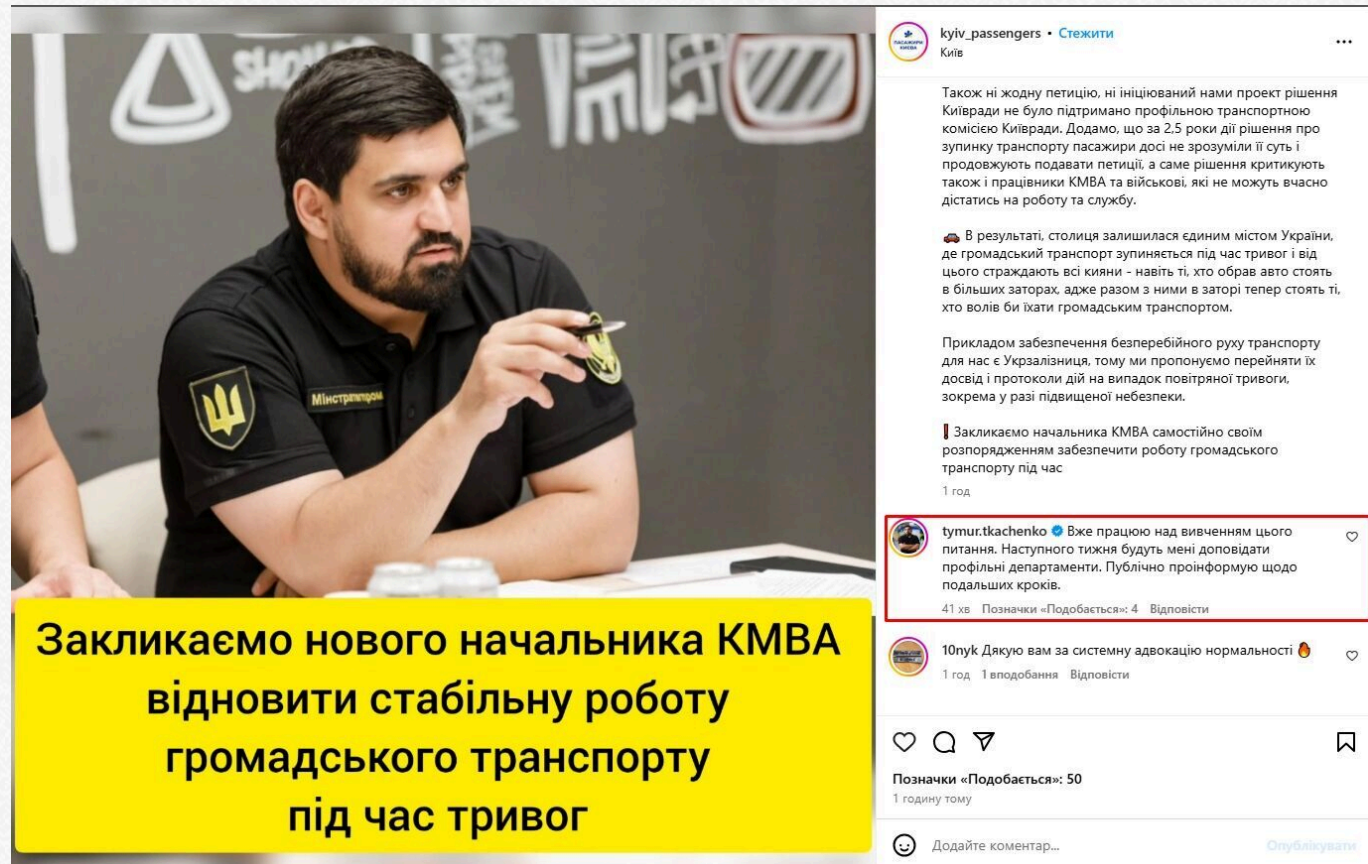 SHO
Мінстратегпром
Закликаємо нового начальника КМВА
відновити стабільну роботу
громадського транспорту
під час тривог
kyiv_passengers • Стежити
Київ
ПАСАЖИРИ
КИЄВА
Також ні жодну петицію, ні ініціюваний нами проект рішення
Київради не було підтримано профільною транспортною
комісією Київради. Додамо, що за 2,5 роки дії рішення про
зупинку транспорту пасажири досі не зрозуміли її суть і
продовжують подавати петиції, а саме рішення критикують
також і працівники КМВА та військові, які не можуть вчасно
дістатись на роботу та службу.
🚗 В результаті, столиця залишилася єдиним містом України,
де громадський транспорт зупиняється під час тривог і від
цього страждають всі кияни - навіть ті, хто обрав авто стоять
в більших заторах, адже разом з ними в заторі тепер стоять ті,
хто волів би їхати громадським транспортом.
Прикладом забезпечення безперебійного руху транспорту
для нас є Укрзалізниця, тому ми пропонуємо перейняти їх
досвід і протоколи дій на випадок повітряної тривоги,
зокрема у разі підвищеної небезпеки.
❗ Закликаємо начальника КМВА самостійно своїм
розпорядженням забезпечити роботу громадського
транспорту під час
1 год
tymur.tkachenko Вже працюю над вивченням цього
питання. Наступного тижня будуть мені доповідати
профільні департаменти. Публічно проінформую щодо
подальших кроків.
41 хв Позначки «Подобається»: 4 Відповісти
10nyk Дякую вам за системну адвокацію нормальності 🔥
1 год 1 вподобання Відповісти
Позначки «Подобається»: 50
1 годину тому
Додайте коментар... Опублікувати